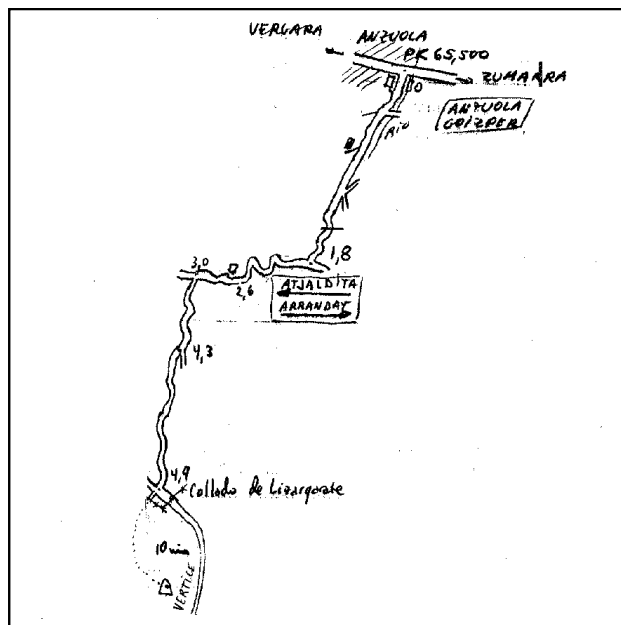 VERGARA
ANZUOLA
PK 65,500
ZUMARRA
0
ANZUOLA
GOIZPER
RIO
1,8
3,0
2,6
ATJALDITA
ARRANDAY
4,3
4,9
Collado de Lizargarate
10 min
VERTICE